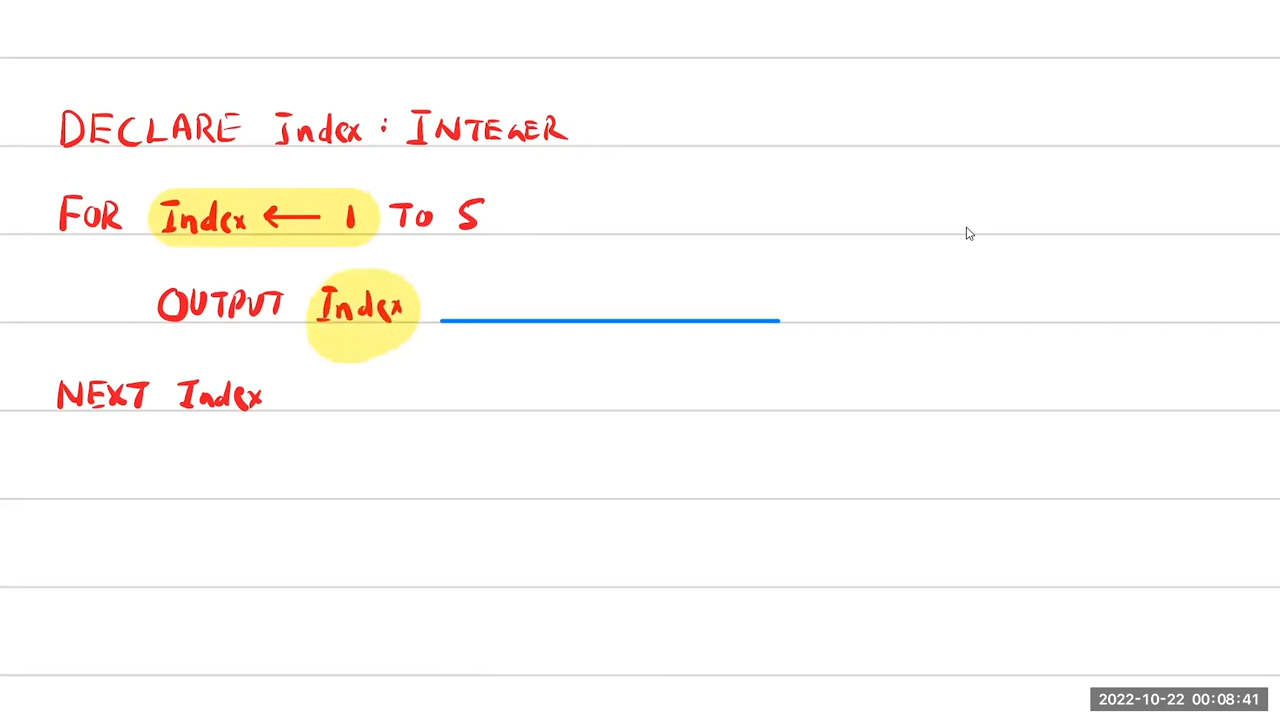 DECLARE Index : INTEGER
FOR Index ← 1 TO 5
OUTPUT Index
NEXT Index
2022-10-22 00:08:41